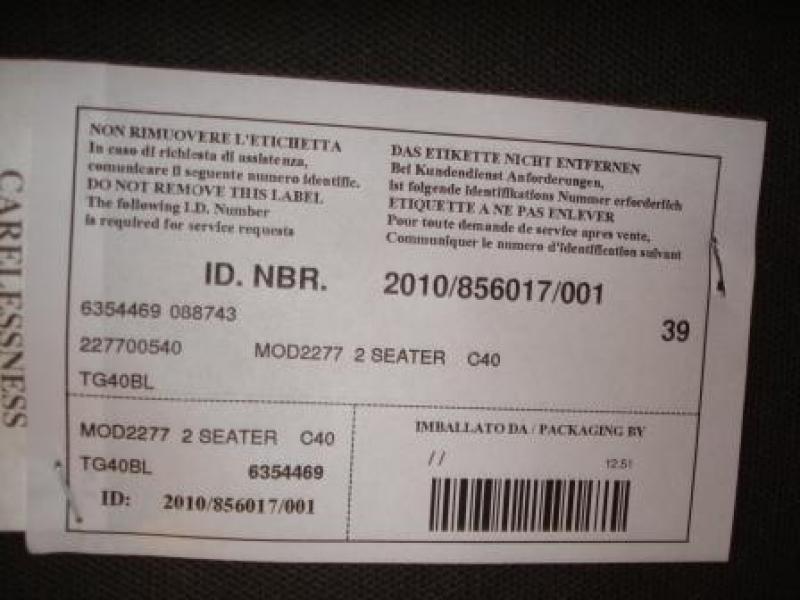 CARELESSNESS
NON RIMUOVERE L'ETICHETTA
In caso di richiesta di assistenza,
comunicare il seguente numero identific.
DO NOT REMOVE THIS LABEL
The following I.D. Number
is required for service requests
DAS ETIKETTE NICHT ENTFERNEN
Bei Kundendienst Anforderungen,
ist folgende Identifikations Nummer erforderlich
ETIQUETTE A NE PAS ENLEVER
Pour toute demande de service apres vente,
Communiquer le numero d'identification suivant
ID. NBR. 2010/856017/001
6354469 088743
39
227700540 MOD2277 2 SEATER C40
TG40BL
MOD2277 2 SEATER C40
TG40BL 6354469
ID: 2010/856017/001
IMBALLATO DA / PACKAGING BY
// 12.51